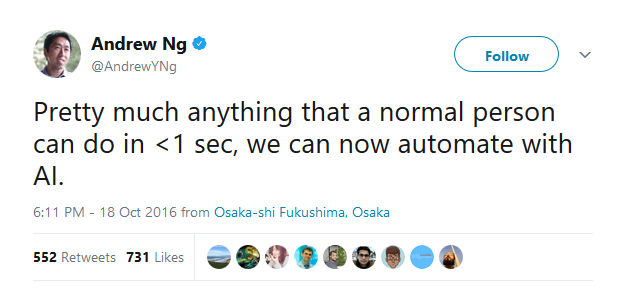 Andrew Ng
@AndrewYNg
Follow
Pretty much anything that a normal person
can do in <1 sec, we can now automate with
AI.
6:11 PM - 18 Oct 2016 from Osaka-shi Fukushima, Osaka
552 Retweets 731 Likes